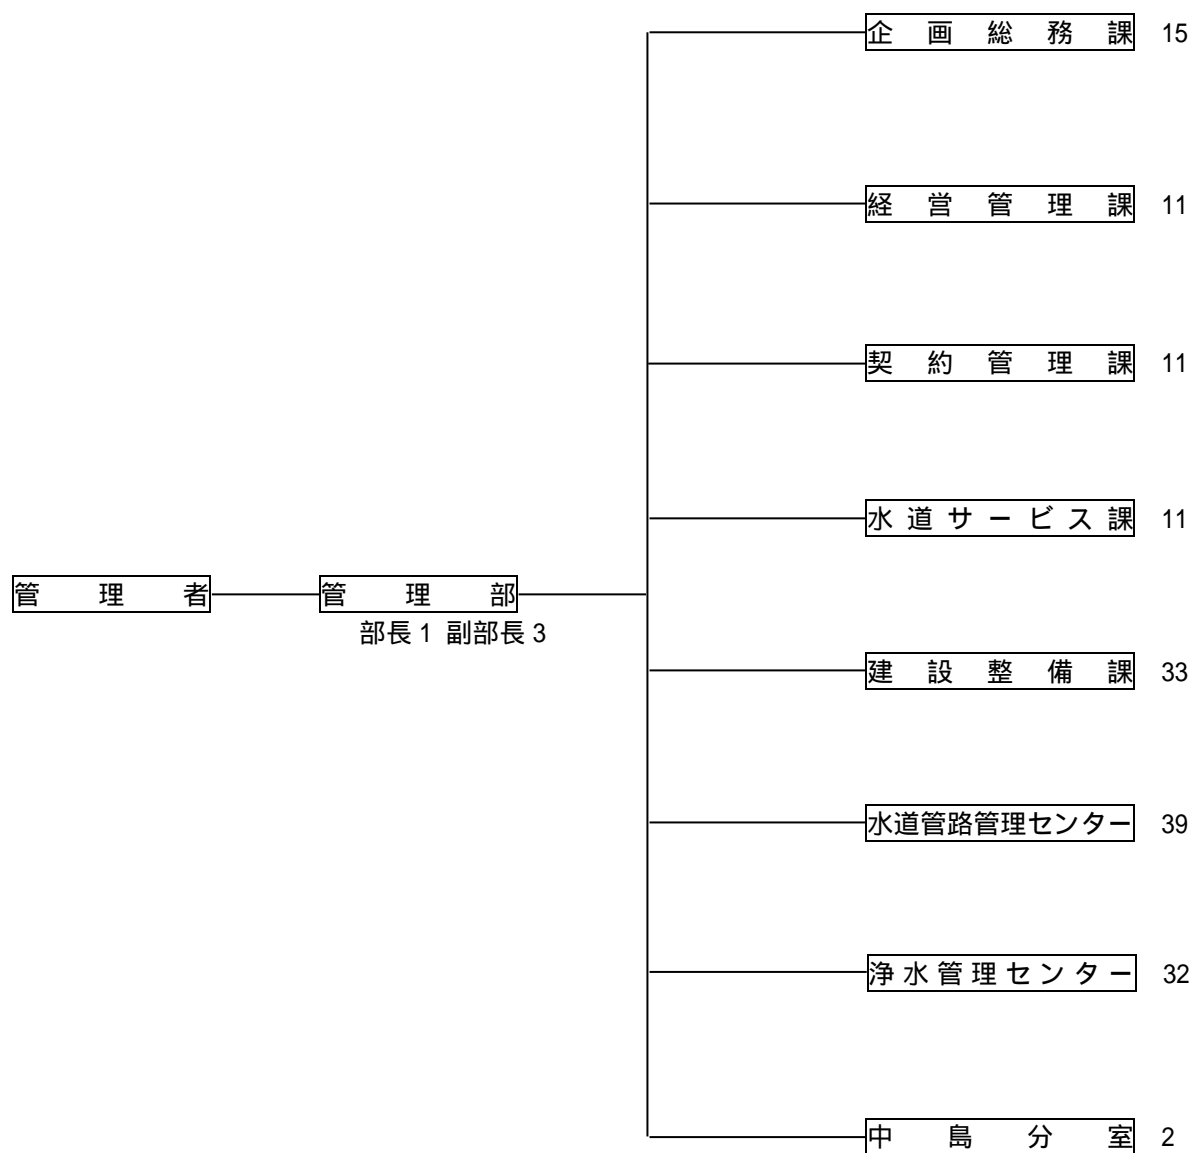 企画総務課 15
経営管理課 11
契約管理課 11
水道サービス課 11
管理者 管理部
部長 1 副部長 3
建設整備課 33
水道管路管理センター 39
浄水管理センター 32
中島分室 2